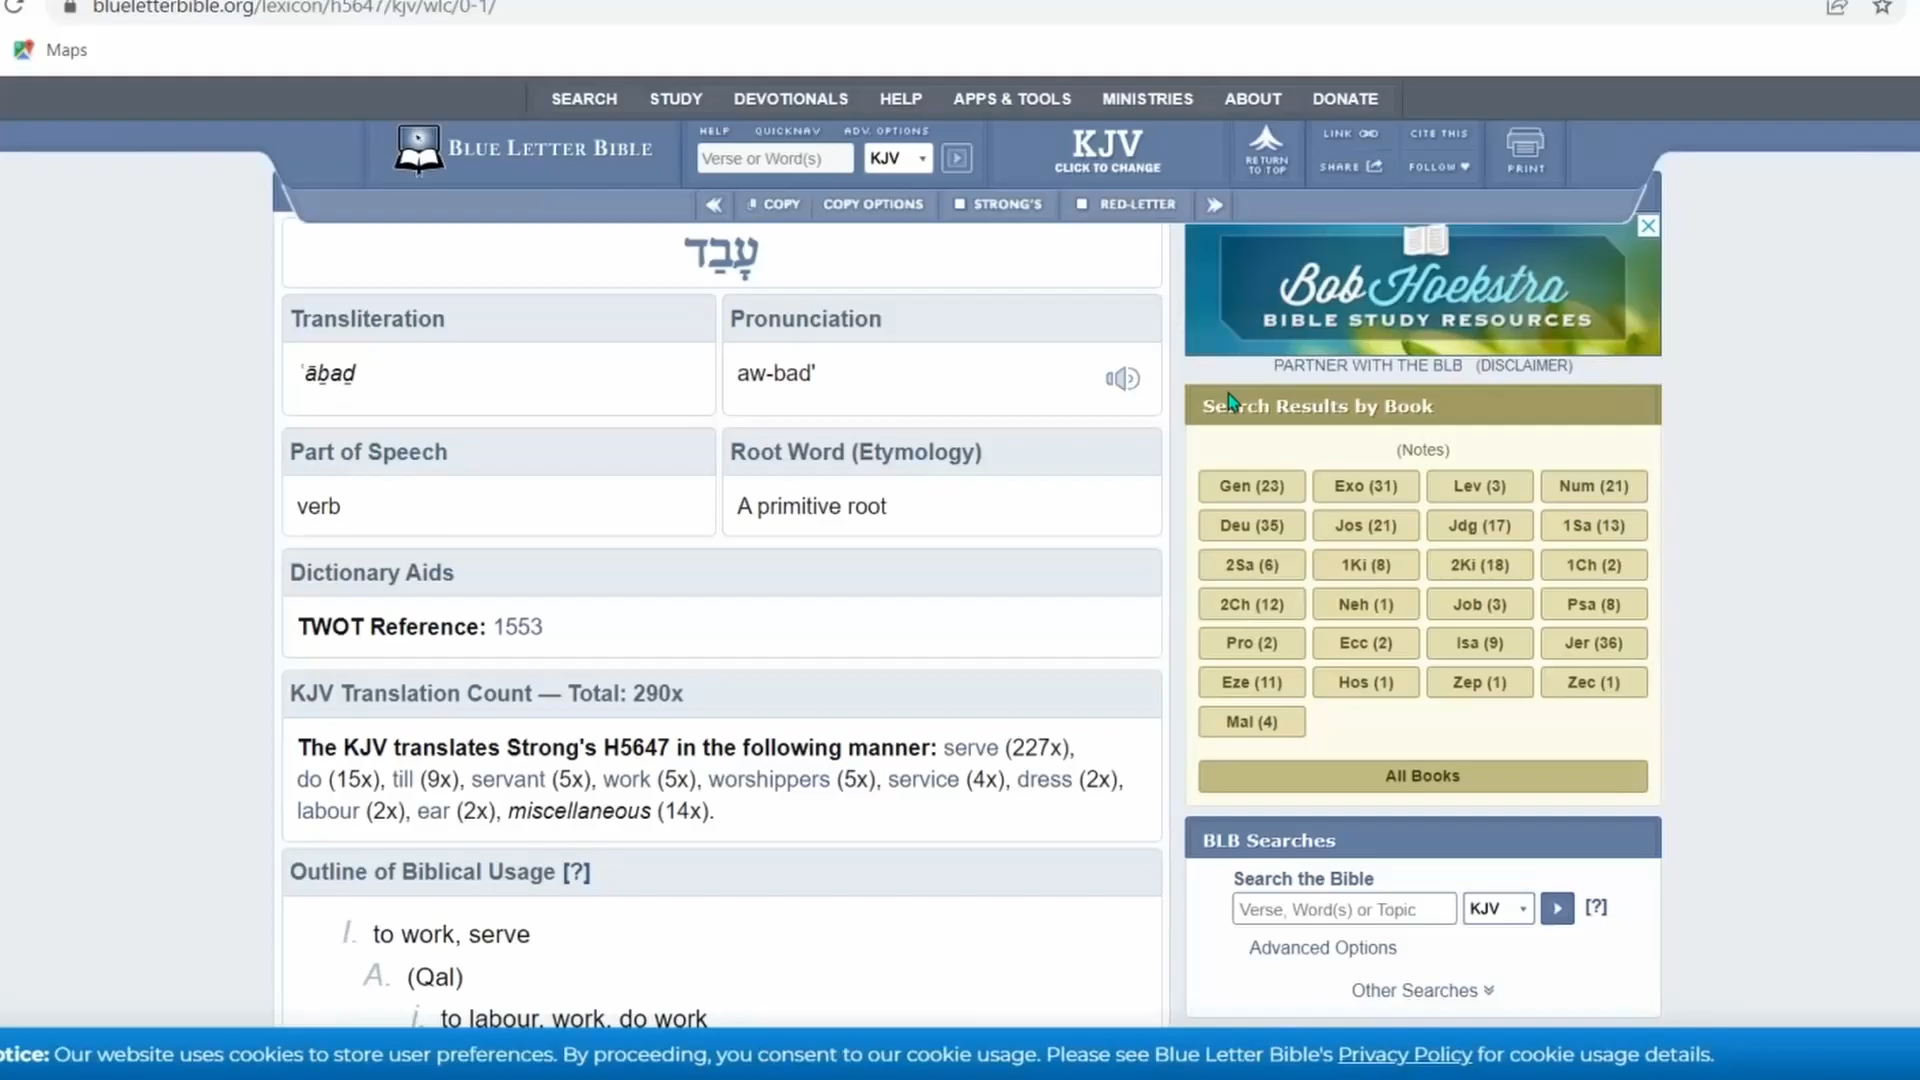 blueletterbible.org/lexicon/h5647/kjv/wlc/0-1/
Maps
SEARCH STUDY DEVOTIONALS HELP APPS & TOOLS MINISTRIES ABOUT DONATE
BLUE LETTER BIBLE
HELP QUICKNAV ADV. OPTIONS
Verse or Word(s) KJV
KJV
CLICK TO CHANGE
RETURN
TO TOP
LINK CITE THIS
SHARE FOLLOW
PRINT
COPY COPY OPTIONS STRONG'S RED-LETTER
עָבַד
Transliteration
ʿāḇaḏ
Pronunciation
aw-bad'
Part of Speech
verb
Root Word (Etymology)
A primitive root
Dictionary Aids
TWOT Reference: 1553
KJV Translation Count — Total: 290x
The KJV translates Strong's H5647 in the following manner: serve (227x),
do (15x), till (9x), servant (5x), work (5x), worshippers (5x), service (4x), dress (2x),
labour (2x), ear (2x), miscellaneous (14x).
Outline of Biblical Usage [?]
I. to work, serve
A. (Qal)
i. to labour, work, do work
Bob Hoekstra
BIBLE STUDY RESOURCES
PARTNER WITH THE BLB (DISCLAIMER)
Search Results by Book
(Notes)
Gen (23) Exo (31) Lev (3) Num (21)
Deu (35) Jos (21) Jdg (17) 1Sa (13)
2Sa (6) 1Ki (8) 2Ki (18) 1Ch (2)
2Ch (12) Neh (1) Job (3) Psa (8)
Pro (2) Ecc (2) Isa (9) Jer (36)
Eze (11) Hos (1) Zep (1) Zec (1)
Mal (4)
All Books
BLB Searches
Search the Bible
Verse, Word(s) or Topic KJV [?]
Advanced Options
Other Searches
otice: Our website uses cookies to store user preferences. By proceeding, you consent to our cookie usage. Please see Blue Letter Bible's Privacy Policy for cookie usage details.